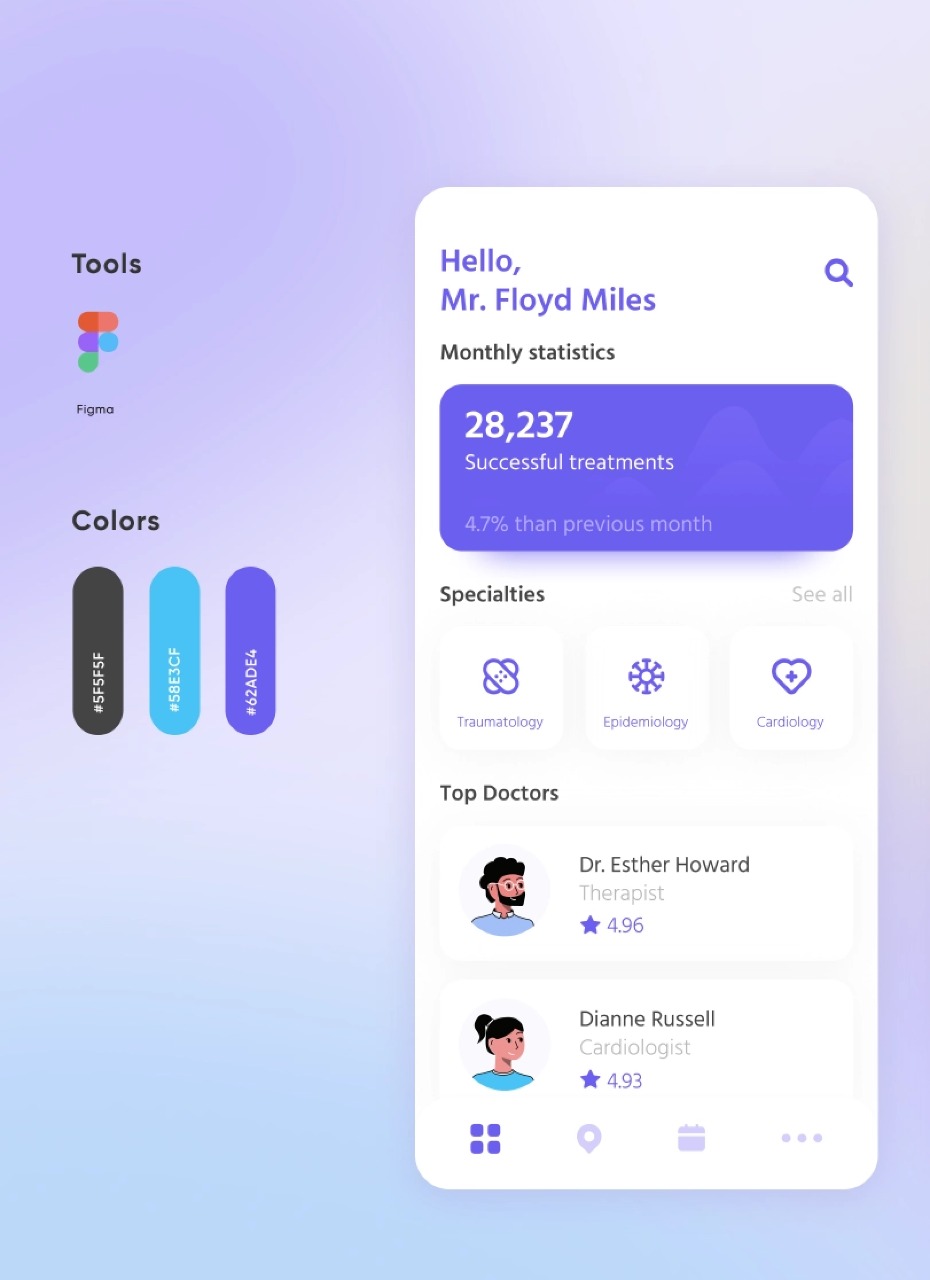 Tools
Figma
Colors
#5F5F5F
#58E3CF
#62ADE4
Hello,
Mr. Floyd Miles
Monthly statistics
28,237
Successful treatments
4.7% than previous month
Specialties
See all
Traumatology
Epidemiology
Cardiology
Top Doctors
Dr. Esther Howard
Therapist
4.96
Dianne Russell
Cardiologist
4.93